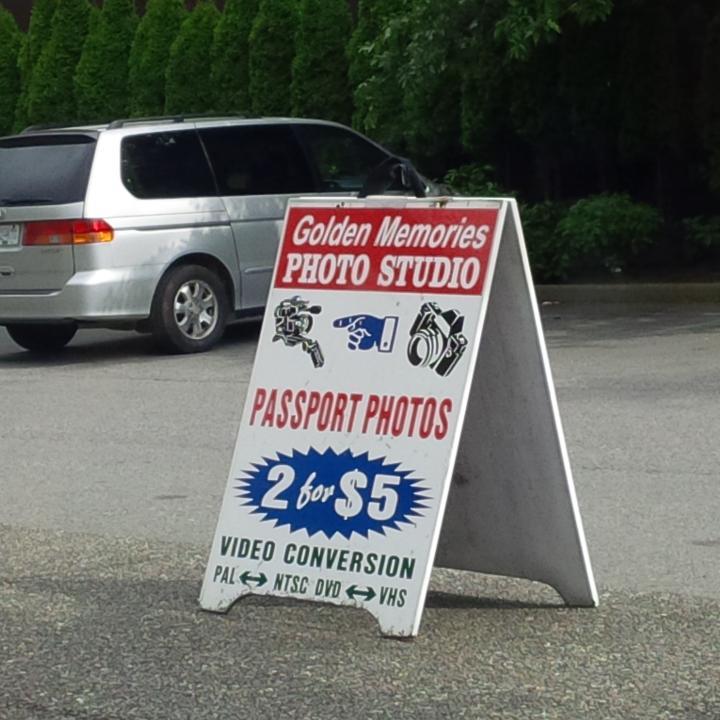 Golden Memories
PHOTO STUDIO
PASSPORT PHOTOS
2 for $5
VIDEO CONVERSION
PAL ↔ NTSC DVD ↔ VHS